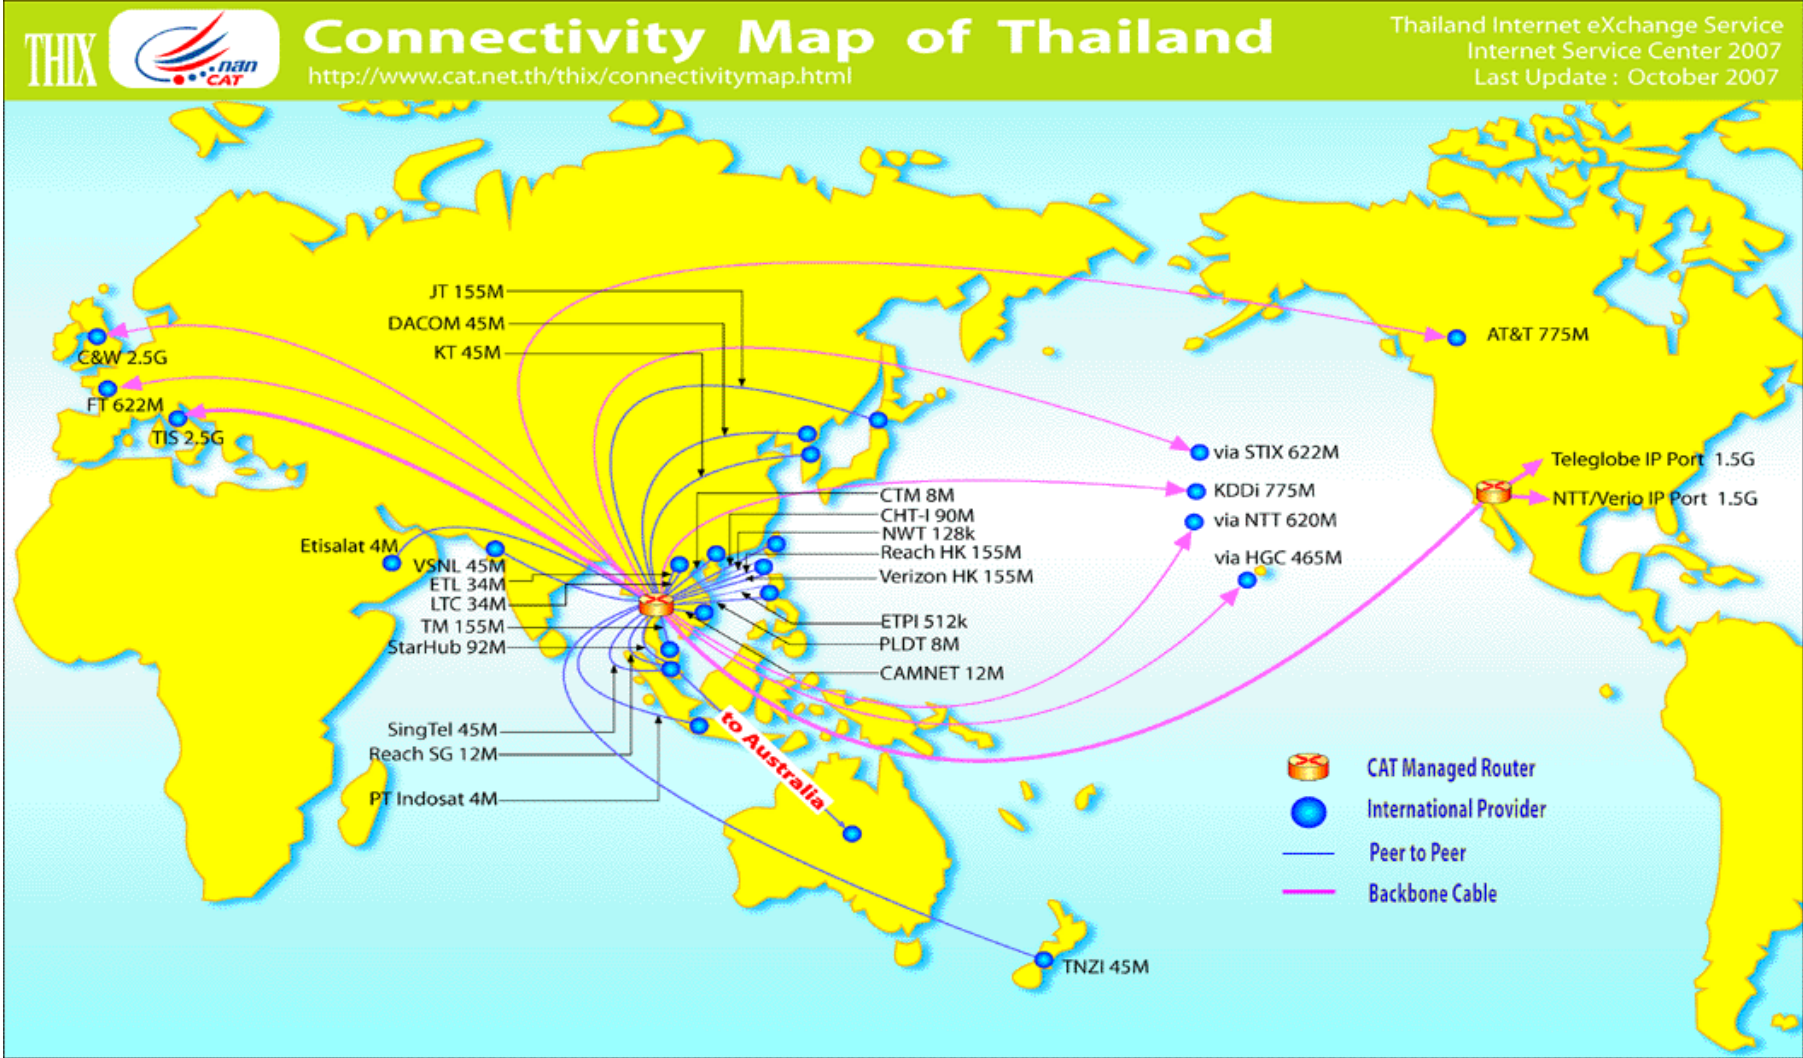 THIX
nan
CAT
Connectivity Map of Thailand
http://www.cat.net.th/thix/connectivitymap.html
Thailand Internet eXchange Service
Internet Service Center 2007
Last Update : October 2007
JT 155M
DACOM 45M
KT 45M
C&W 2.5G
FT 622M
TIS 2.5G
AT&T 775M
via STIX 622M
KDDi 775M
via NTT 620M
via HGC 465M
Teleglobe IP Port 1.5G
NTT/Verio IP Port 1.5G
CTM 8M
CHT-I 90M
NWT 128k
Reach HK 155M
Verizon HK 155M
ETPI 512k
PLDT 8M
CAMNET 12M
Etisalat 4M
VSNL 45M
ETL 34M
LTC 34M
TM 155M
StarHub 92M
SingTel 45M
Reach SG 12M
PT Indosat 4M
to Australia
TNZI 45M
CAT Managed Router
International Provider
Peer to Peer
Backbone Cable